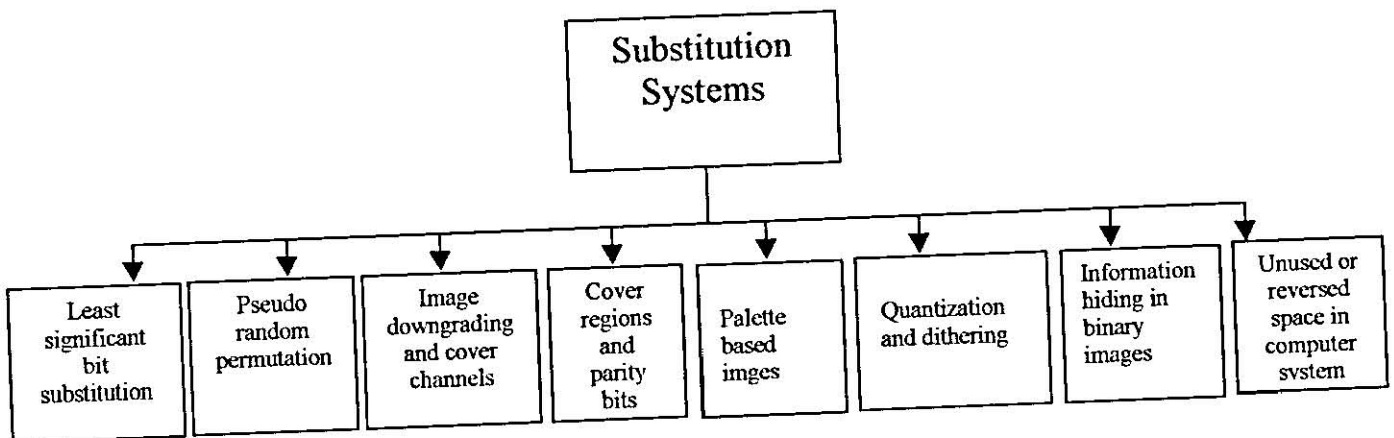 Substitution
Systems
Least
significant
bit
substitution
Pseudo
random
permutation
Image
downgrading
and cover
channels
Cover
regions
and
parity
bits
Palette
based
imges
Quantization
and dithering
Information
hiding in
binary
images
Unused or
reversed
space in
computer
system